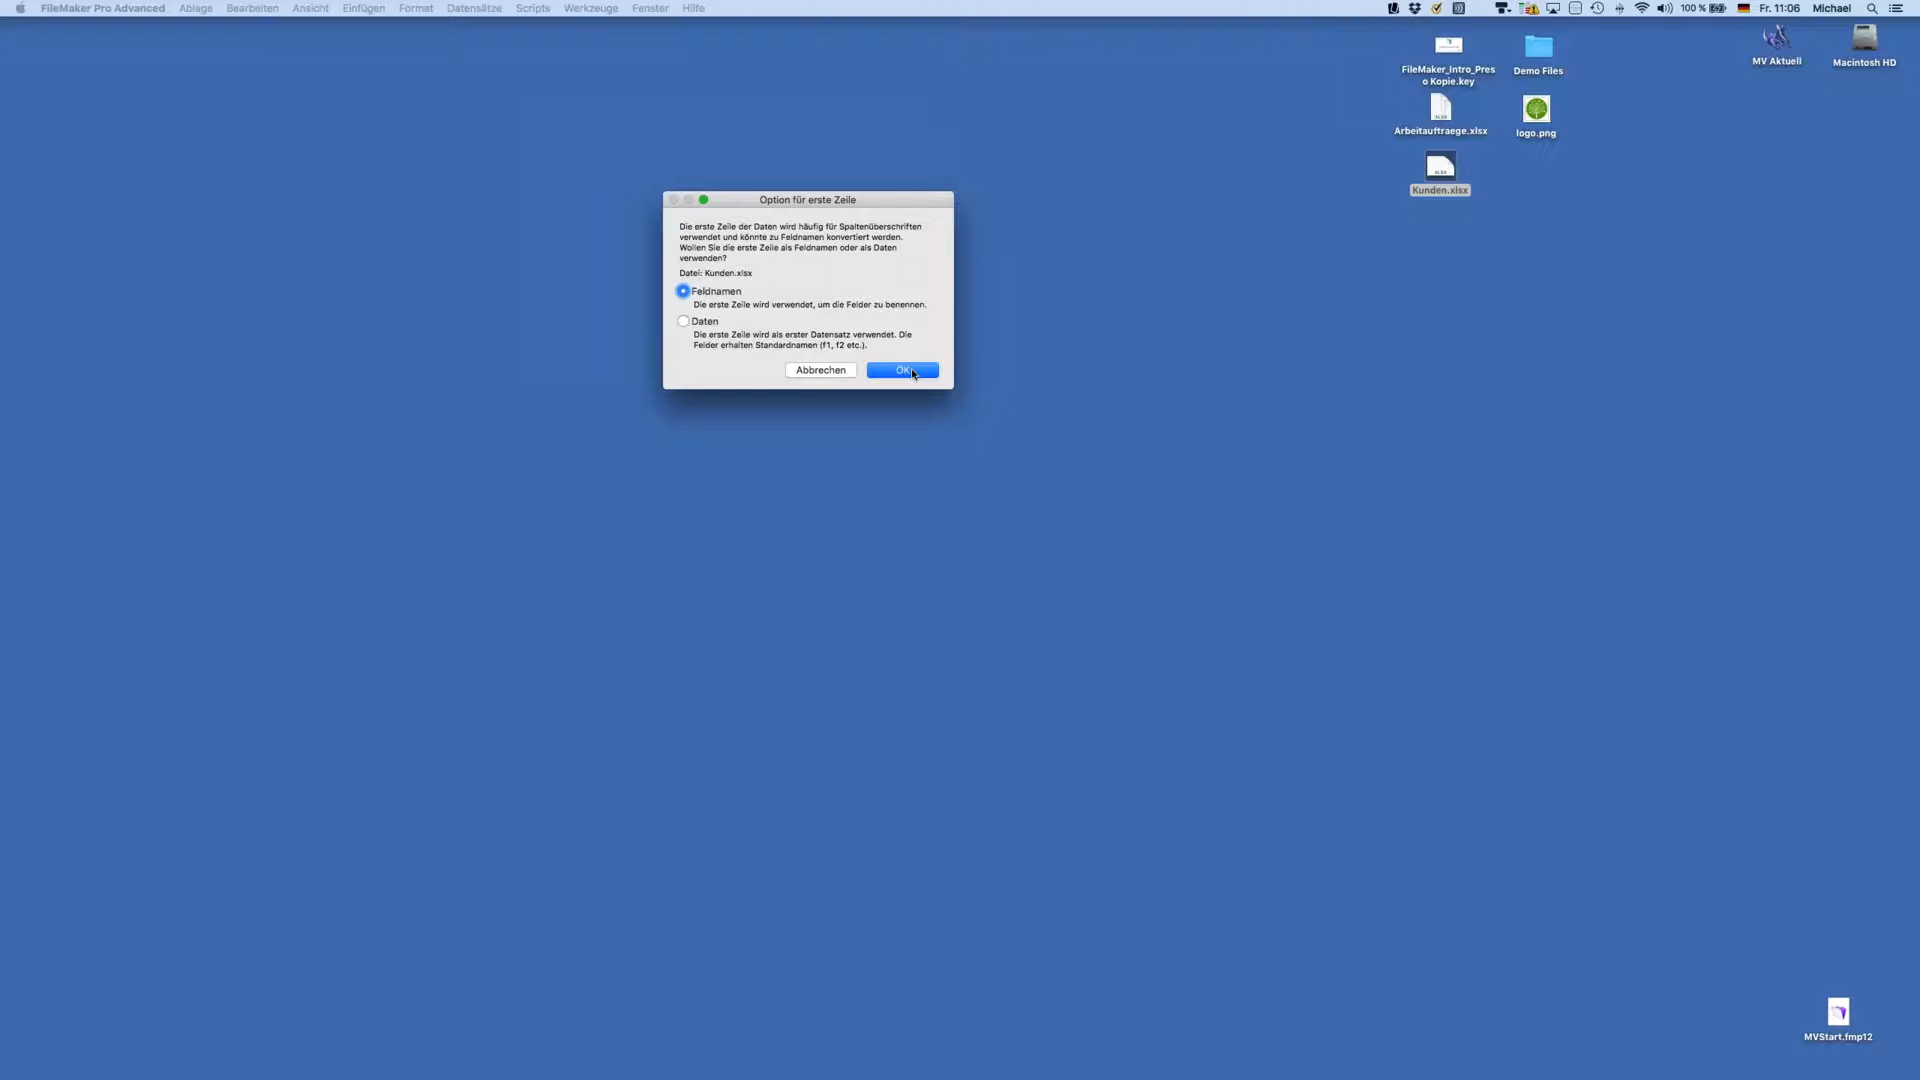 FileMaker Pro Advanced Ablage Bearbeiten Ansicht Einfügen Format Datensätze Scripts Werkzeuge Fenster Hilfe 100 % Fr. 11:06 Michael
FileMaker_Intro_Pres
o Kopie.key
Demo Files
MV Aktuell
Macintosh HD
XLSX
Arbeitauftraege.xlsx
logo.png
XLSX
Kunden.xlsx
Option für erste Zeile
Die erste Zeile der Daten wird häufig für Spaltenüberschriften
verwendet und könnte zu Feldnamen konvertiert werden.
Wollen Sie die erste Zeile als Feldnamen oder als Daten
verwenden?
Datei: Kunden.xlsx
Feldnamen
Die erste Zeile wird verwendet, um die Felder zu benennen.
Daten
Die erste Zeile wird als erster Datensatz verwendet. Die
Felder erhalten Standardnamen (f1, f2 etc.).
Abbrechen OK
MVStart.fmp12